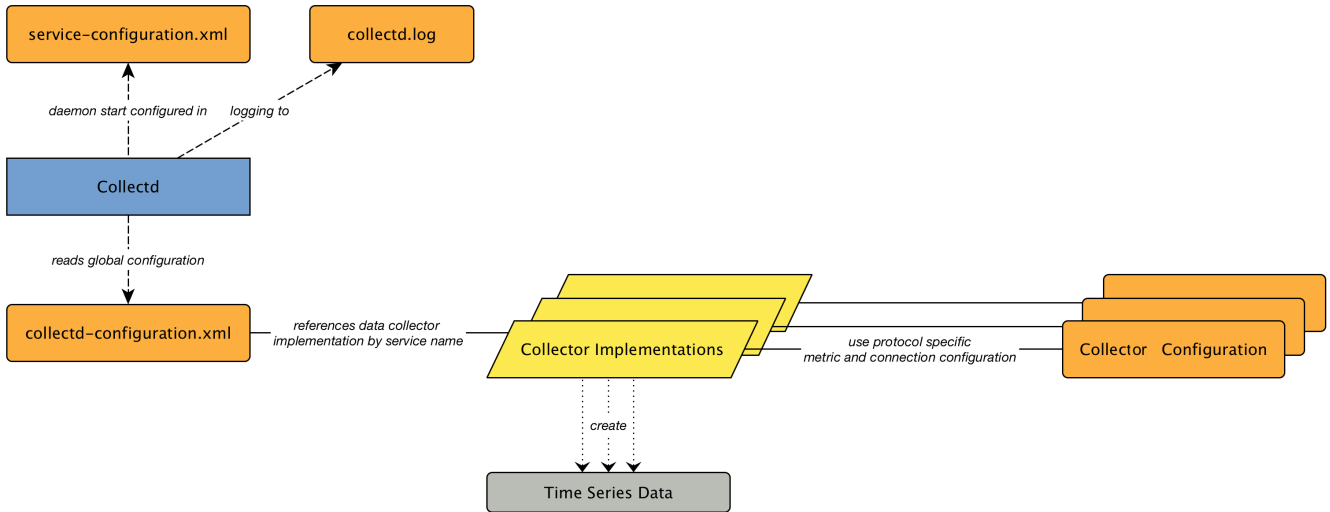 service-configuration.xml
collectd.log
daemon start configured in
logging to
Collectd
reads global configuration
collectd-configuration.xml
references data collector
implementation by service name
Collector Implementations
use protocol specific
metric and connection configuration
Collector Configuration
create
Time Series Data